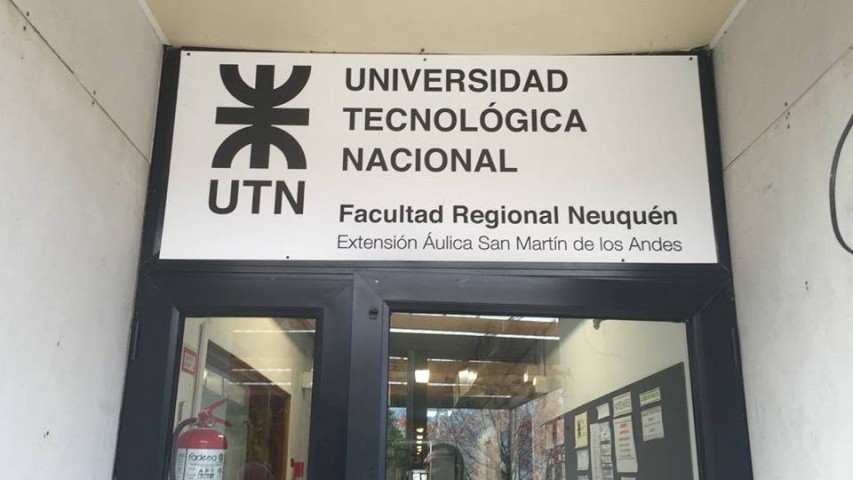 UNIVERSIDAD
TECNOLÓGICA
NACIONAL
UTN
Facultad Regional Neuquén
Extensión Áulica San Martín de los Andes